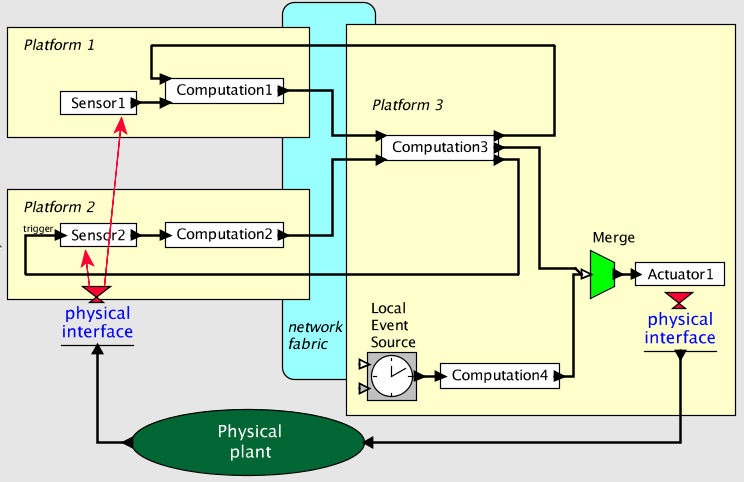 Platform 1
Sensor1
Computation1
Platform 3
Computation3
Platform 2
trigger
Sensor2
Computation2
physical
interface
network
fabric
Local
Event
Source
Computation4
Merge
Actuator1
physical
interface
Physical
plant